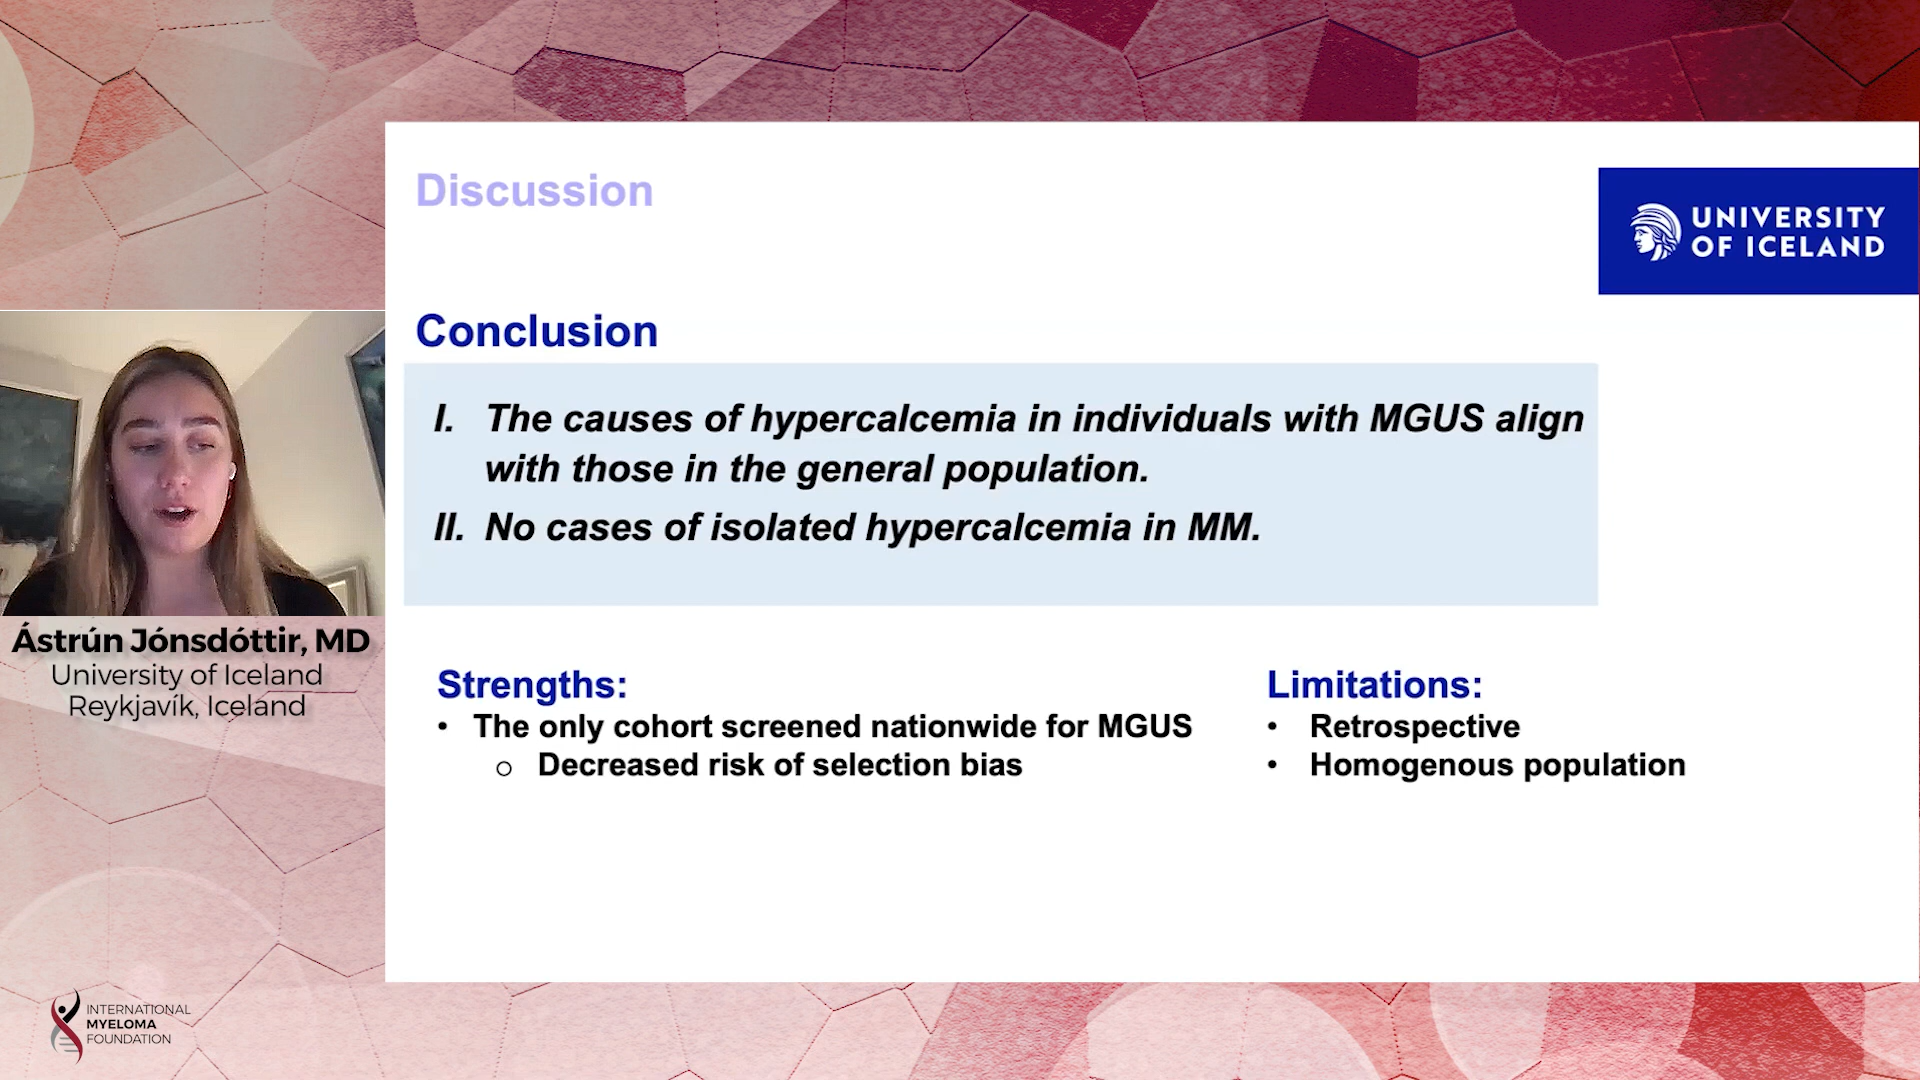 Discussion
UNIVERSITY
OF ICELAND
Conclusion
I. The causes of hypercalcemia in individuals with MGUS align
with those in the general population.
II. No cases of isolated hypercalcemia in MM.
Ástrún Jónsdóttir, MD
University of Iceland
Reykjavík, Iceland
Strengths:
• The only cohort screened nationwide for MGUS
o Decreased risk of selection bias
Limitations:
• Retrospective
• Homogenous population
INTERNATIONAL
MYELOMA
FOUNDATION